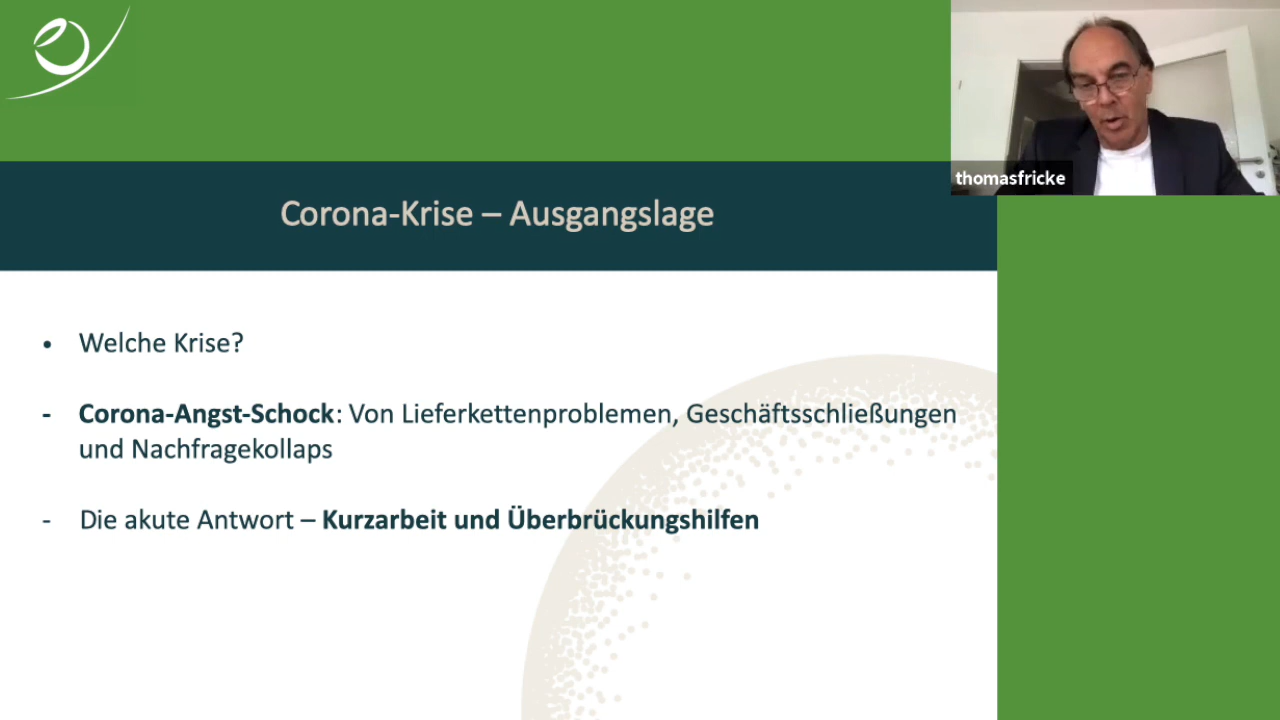 thomasfricke
Corona-Krise – Ausgangslage
• Welche Krise?
- Corona-Angst-Schock: Von Lieferkettenproblemen, Geschäftsschließungen
und Nachfragekollaps
- Die akute Antwort – Kurzarbeit und Überbrückungshilfen